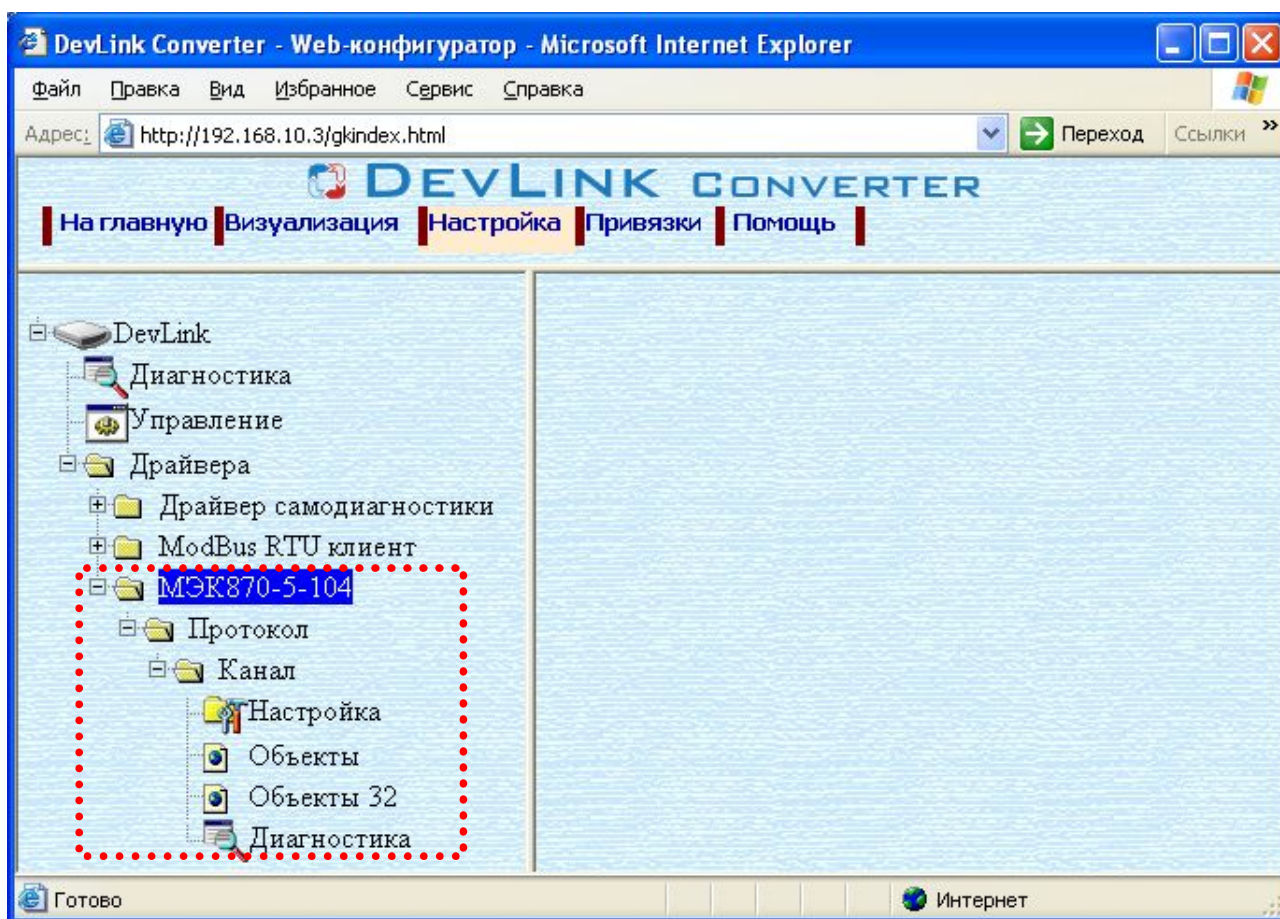 DevLink Converter - Web-конфигуратор - Microsoft Internet Explorer
Файл Правка Вид Избранное Сервис Справка
Адрес: http://192.168.10.3/gkindex.html Переход Ссылки »
DEVLINK CONVERTER
На главную Визуализация Настройка Привязки Помощь
DevLink
Диагностика
Управление
Драйвера
Драйвер самодиагностики
ModBus RTU клиент
МЭК870-5-104
Протокол
Канал
Настройка
Объекты
Объекты 32
Диагностика
Готово Интернет